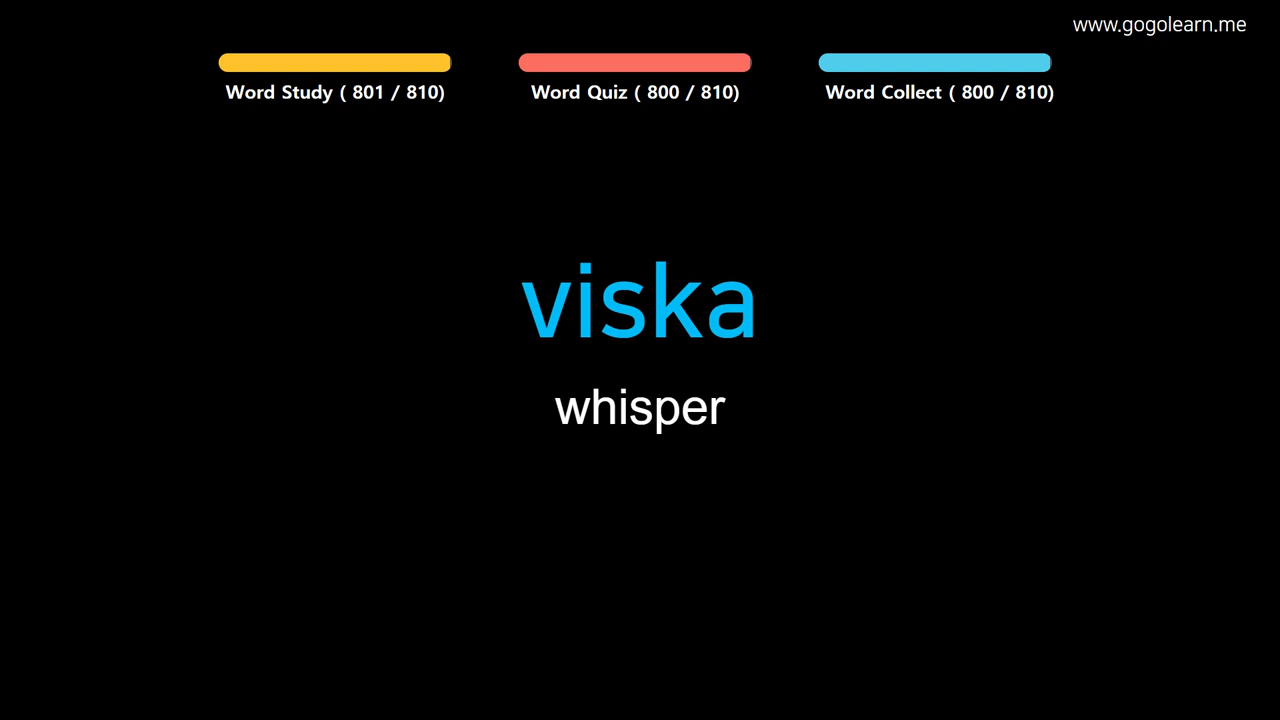 www.gogolearn.me
Word Study ( 801 / 810)
Word Quiz ( 800 / 810)
Word Collect ( 800 / 810)
viska
whisper